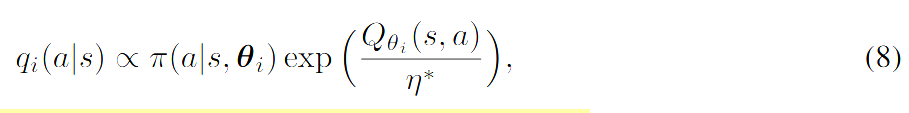 q_i(a|s) ∝ π(a|s, θ_i) exp ( Q_{θ_i}(s, a) / η* ), (8)